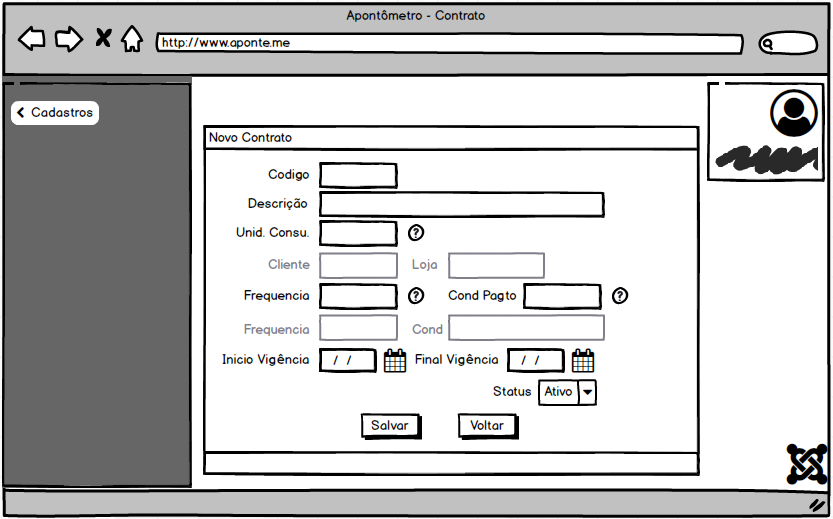 Apontômetro - Contrato
http://www.aponte.me
Cadastros
Novo Contrato
Codigo
Descrição
Unid. Consu. ?
Cliente Loja
Frequencia ? Cond Pagto ?
Frequencia Cond
Inicio Vigência / / Final Vigência / /
Status Ativo
Salvar Voltar